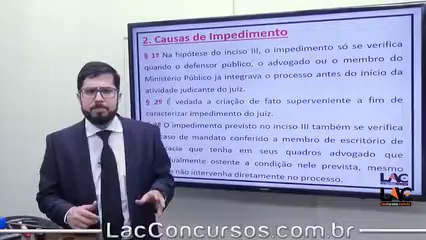 2. Causas de Impedimento
§ 1º Na hipótese do inciso III, o impedimento só se verifica
quando o defensor público, o advogado ou o membro do
Ministério Público já integrava o processo antes do início da
atividade judicante do juiz.
§ 2º É vedada a criação de fato superveniente a fim de
caracterizar impedimento do juiz.
º O impedimento previsto no inciso III também se verifica
caso de mandato conferido a membro de escritório de
cacia que tenha em seus quadros advogado que
dualmente ostente a condição nele prevista, mesmo
não intervenha diretamente no processo.
LAC
LacConcursos.com.br